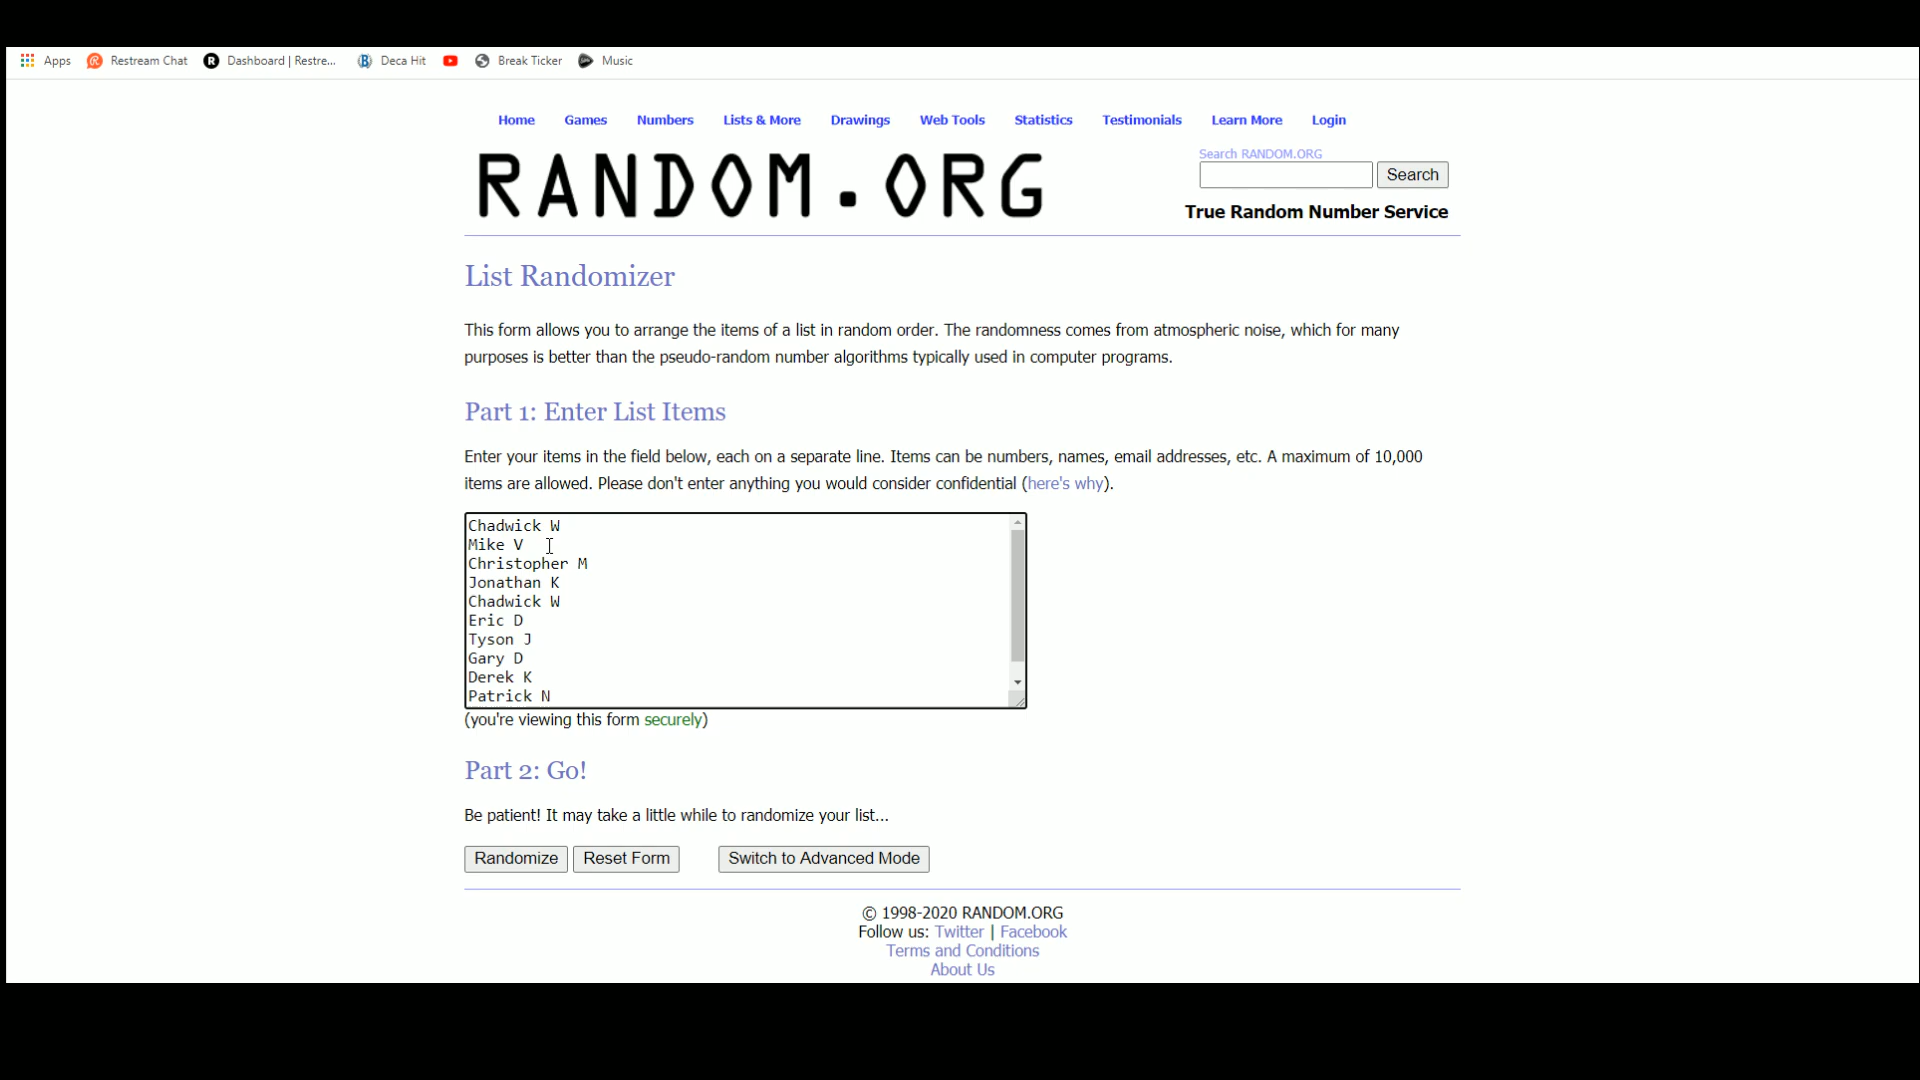 Apps Restream Chat Dashboard | Restre... Deca Hit Break Ticker Music
Home Games Numbers Lists & More Drawings Web Tools Statistics Testimonials Learn More Login
RANDOM.ORG
Search RANDOM.ORG
Search
True Random Number Service
List Randomizer
This form allows you to arrange the items of a list in random order. The randomness comes from atmospheric noise, which for many
purposes is better than the pseudo-random number algorithms typically used in computer programs.
Part 1: Enter List Items
Enter your items in the field below, each on a separate line. Items can be numbers, names, email addresses, etc. A maximum of 10,000
items are allowed. Please don't enter anything you would consider confidential (here's why).
Chadwick W
Mike V
Christopher M
Jonathan K
Chadwick W
Eric D
Tyson J
Gary D
Derek K
Patrick N
(you're viewing this form securely)
Part 2: Go!
Be patient! It may take a little while to randomize your list...
Randomize Reset Form Switch to Advanced Mode
© 1998-2020 RANDOM.ORG
Follow us: Twitter | Facebook
Terms and Conditions
About Us